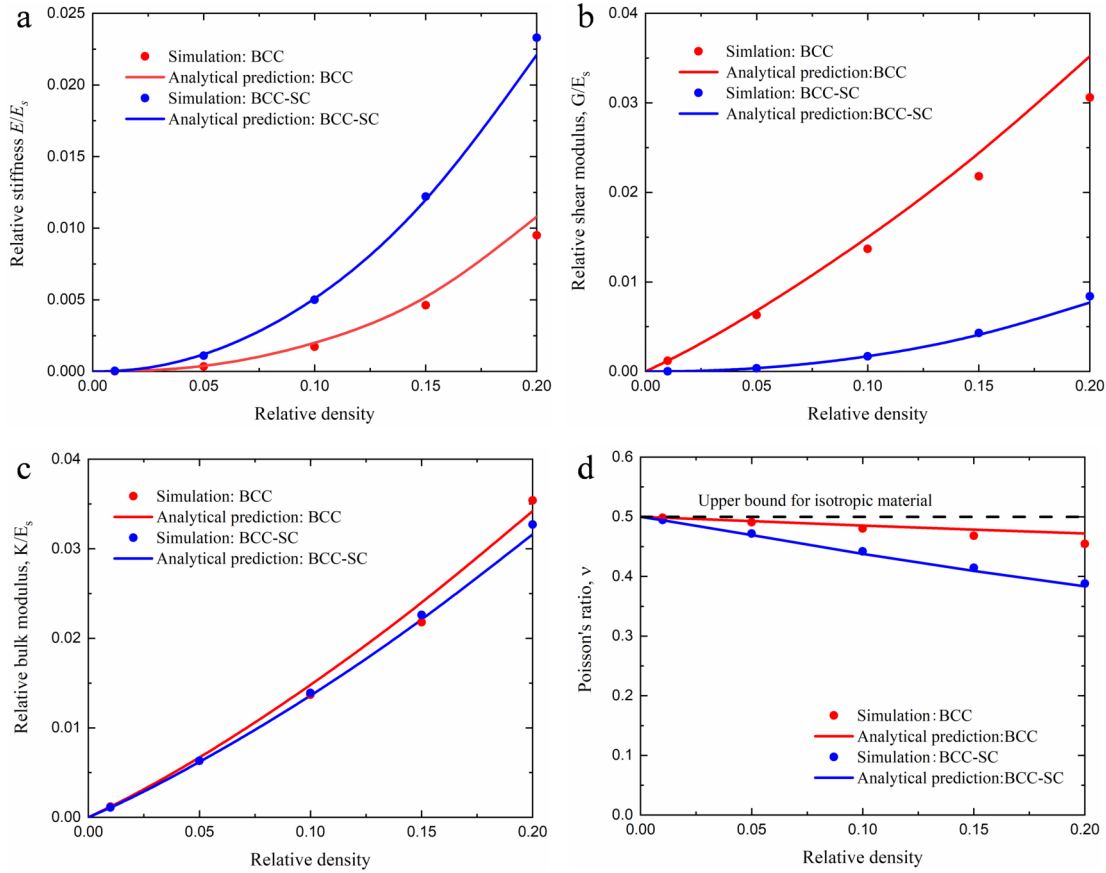 a
Simulation: BCC
Analytical prediction: BCC
Simulation: BCC-SC
Analytical prediction: BCC-SC
Relative stiffness E/Es
0.025
0.020
0.015
0.010
0.005
0.000
0.00 0.05 0.10 0.15 0.20
Relative density
b
Simlation: BCC
Analytical prediction:BCC
Simulation: BCC-SC
Analytical prediction:BCC-SC
Relative shear modulus, G/Es
0.04
0.03
0.02
0.01
0.00
0.00 0.05 0.10 0.15 0.20
Relative density
c
Simulation: BCC
Analytical prediction: BCC
Simulation: BCC-SC
Analytical prediction: BCC-SC
Relative bulk modulus, K/Es
0.04
0.03
0.02
0.01
0.00
0.00 0.05 0.10 0.15 0.20
Relative density
d
Upper bound for isotropic material
Poisson's ratio, ν
0.6
0.5
0.4
0.3
0.2
0.1
0.0
Simulation: BCC
Analytical prediction:BCC
Simulation: BCC-SC
Analytical prediction:BCC-SC
0.00 0.05 0.10 0.15 0.20
Relative density